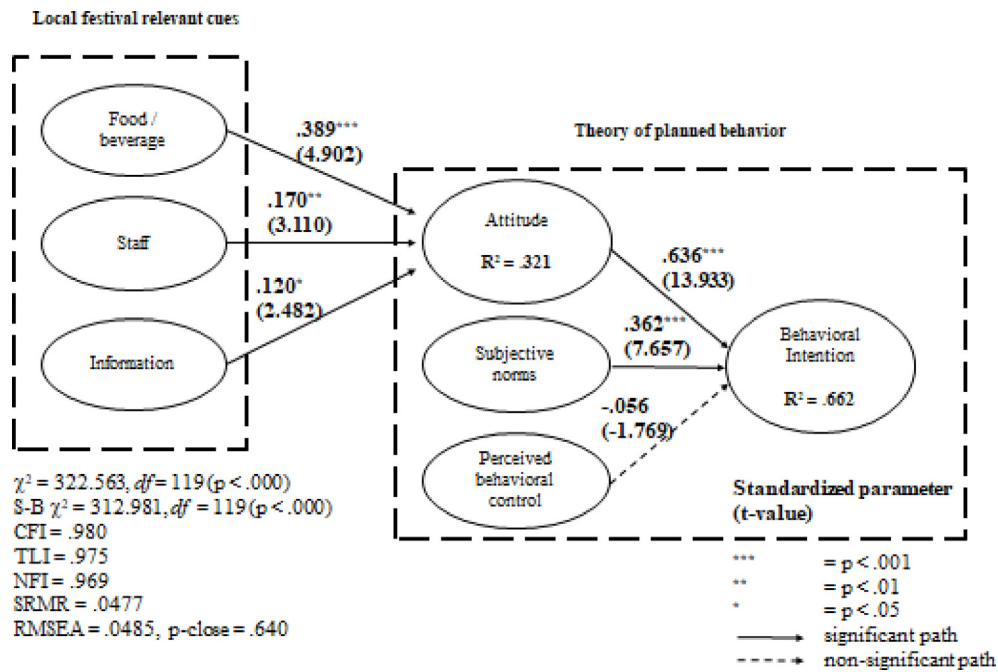 Local festival relevant cues
Food /
beverage
Staff
Information
.389***
(4.902)
.170**
(3.110)
.120*
(2.482)
Theory of planned behavior
Attitude
R² = .321
Subjective
norms
Perceived
behavioral
control
.636***
(13.933)
.362***
(7.657)
-.056
(-1.769)
Behavioral
Intention
R² = .662
χ² = 322.563, df = 119 (p < .000)
S-B χ² = 312.981, df = 119 (p < .000)
CFI = .980
TLI = .975
NFI = .969
SRMR = .0477
RMSEA = .0485, p-close = .640
Standardized parameter
(t-value)
*** = p < .001
** = p < .01
* = p < .05
significant path
non-significant path